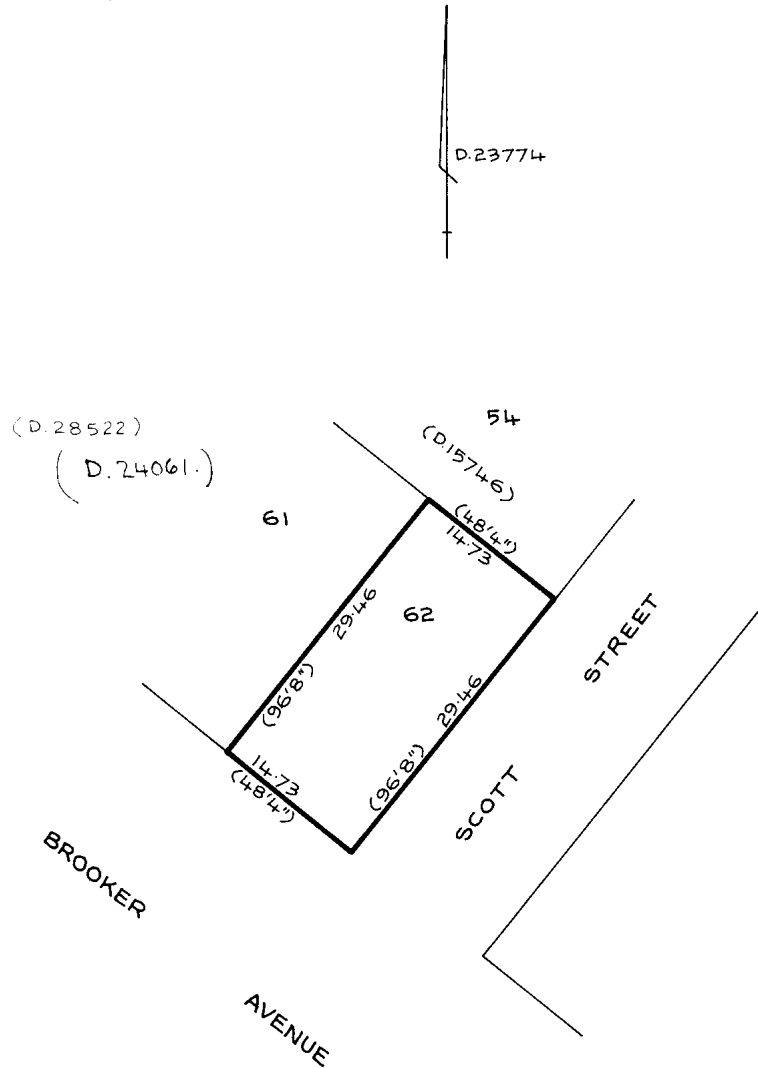 D.23774
54
(D.28522)
(D.15746)
(D.24061.)
61
(48'4")
14·73
62
29·46
(96'8")
STREET
29·46
(96'8")
14·73
(48'4")
SCOTT
BROOKER
AVENUE